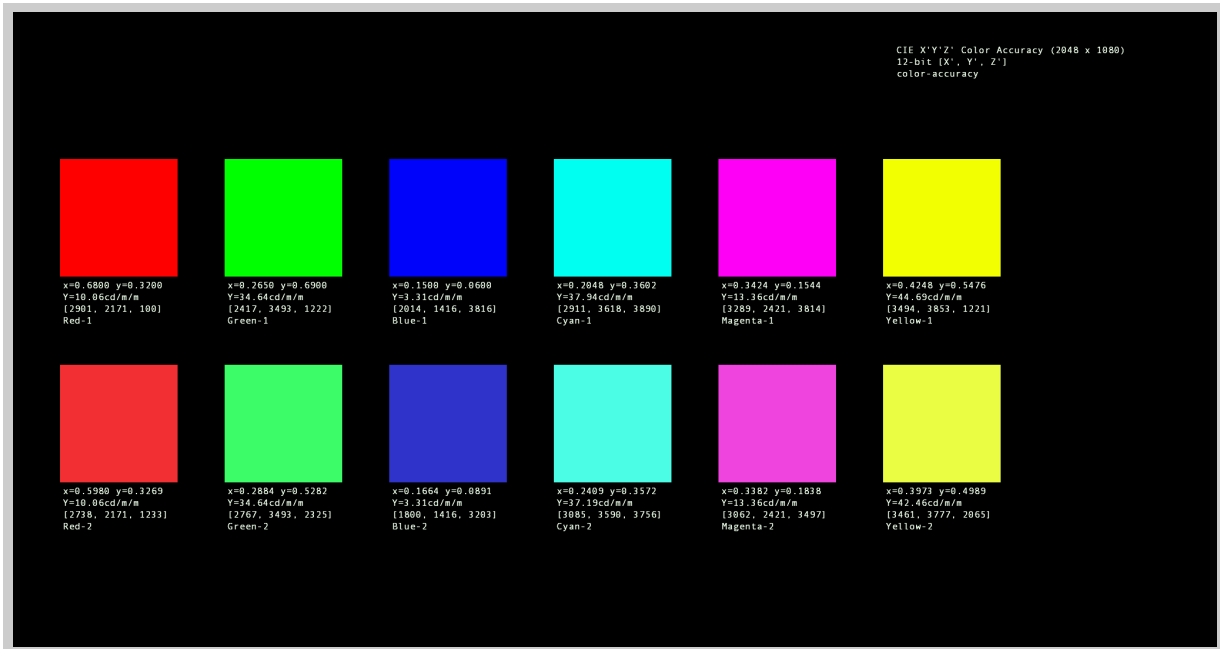 CIE X'Y'Z' Color Accuracy (2048 x 1080)
12-bit [X', Y', Z']
color-accuracy
x=0.6800 y=0.3200
Y=10.06cd/m/m
[2901, 2171, 100]
Red-1
x=0.2650 y=0.6900
Y=34.64cd/m/m
[2417, 3493, 1222]
Green-1
x=0.1500 y=0.0600
Y=3.31cd/m/m
[2014, 1416, 3816]
Blue-1
x=0.2048 y=0.3602
Y=37.94cd/m/m
[2911, 3618, 3890]
Cyan-1
x=0.3424 y=0.1544
Y=13.36cd/m/m
[3289, 2421, 3814]
Magenta-1
x=0.4248 y=0.5476
Y=44.69cd/m/m
[3494, 3853, 1221]
Yellow-1
x=0.5980 y=0.3269
Y=10.06cd/m/m
[2738, 2171, 1233]
Red-2
x=0.2884 y=0.5282
Y=34.64cd/m/m
[2767, 3493, 2325]
Green-2
x=0.1664 y=0.0891
Y=3.31cd/m/m
[1800, 1416, 3203]
Blue-2
x=0.2409 y=0.3572
Y=37.19cd/m/m
[3085, 3590, 3756]
Cyan-2
x=0.3382 y=0.1838
Y=13.36cd/m/m
[3062, 2421, 3497]
Magenta-2
x=0.3973 y=0.4989
Y=42.46cd/m/m
[3461, 3777, 2065]
Yellow-2